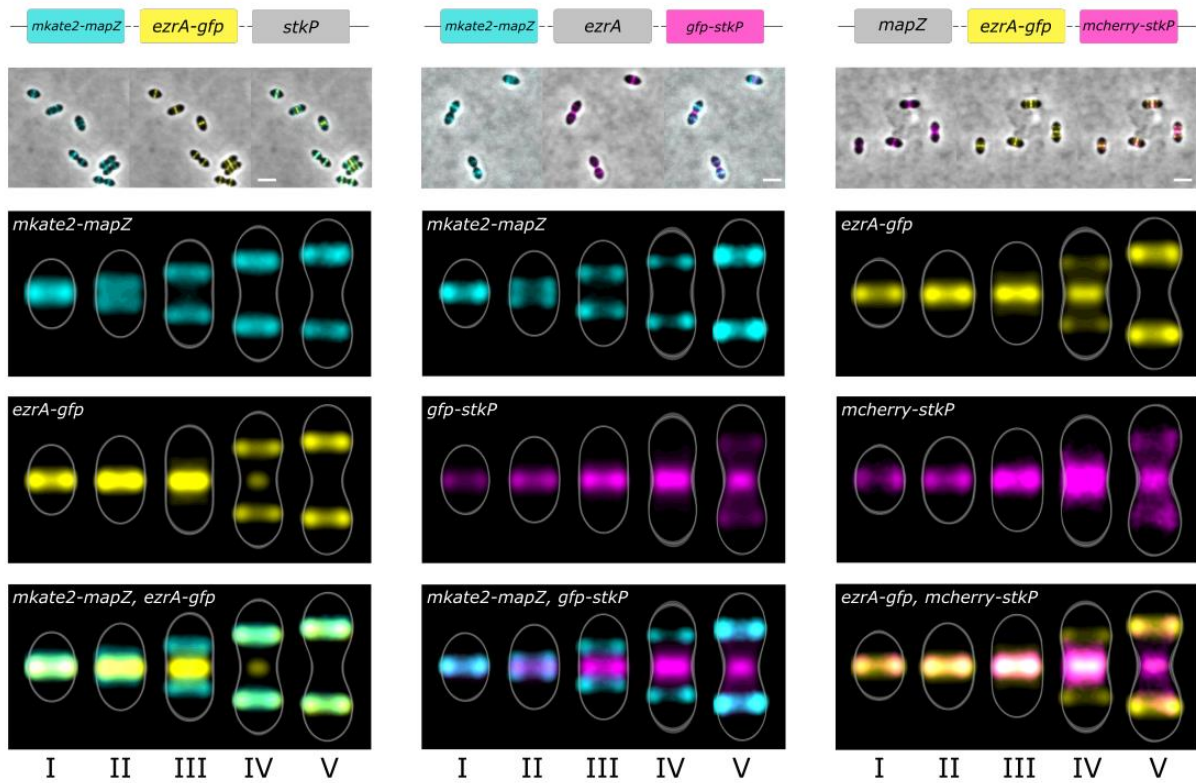 mkate2-mapZ ezrA-gfp stkP
mkate2-mapZ ezrA gfp-stkP
mapZ ezrA-gfp mcherry-stkP
mkate2-mapZ
mkate2-mapZ
ezrA-gfp
ezrA-gfp
gfp-stkP
mcherry-stkP
mkate2-mapZ, ezrA-gfp
mkate2-mapZ, gfp-stkP
ezrA-gfp, mcherry-stkP
I II III IV V
I II III IV V
I II III IV V